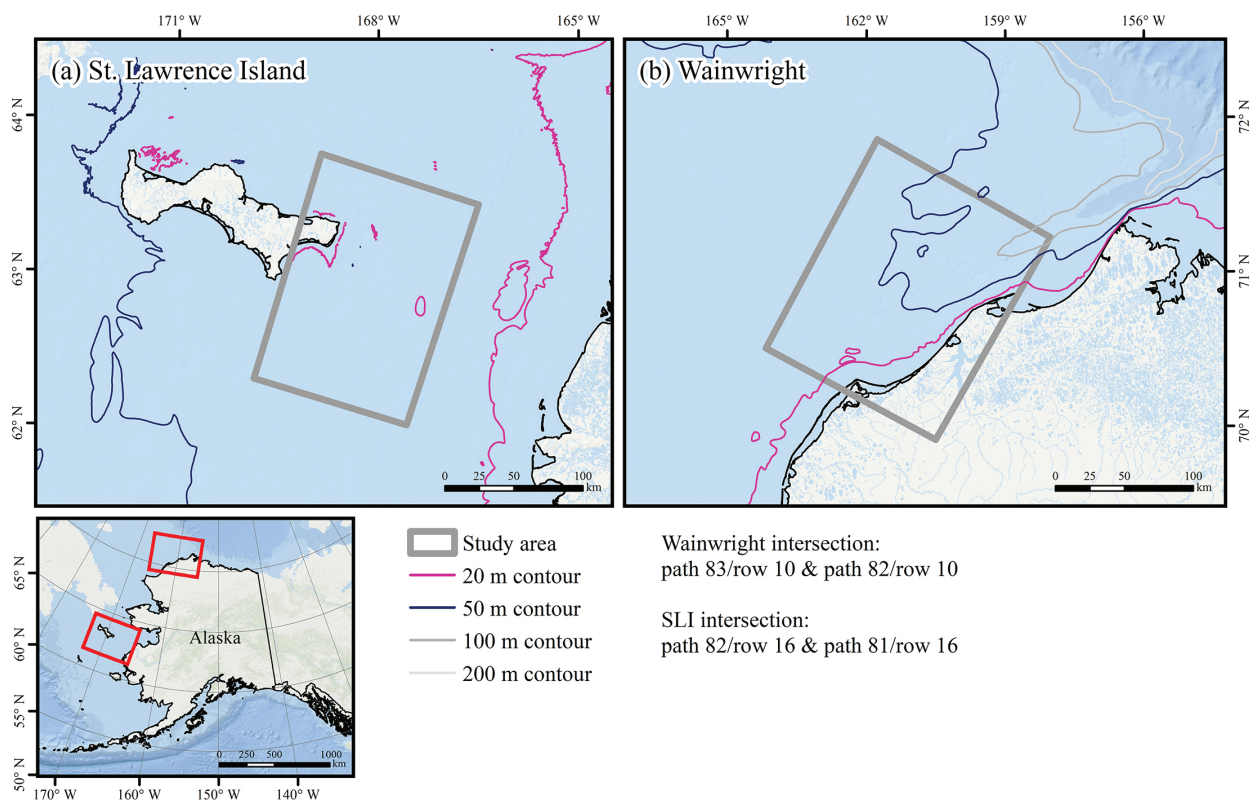 171° W 168° W 165° W
165° W 162° W 159° W 156° W
(a) St. Lawrence Island
(b) Wainwright
64° N
63° N
62° N
72° N
71° N
70° N
0 25 50 100
km
0 25 50 100
km
65° N
60° N
55° N
50° N
Alaska
0 250 500 1000
km
170° W 160° W 150° W 140° W
Study area
20 m contour
50 m contour
100 m contour
200 m contour
Wainwright intersection:
path 83/row 10 & path 82/row 10
SLI intersection:
path 82/row 16 & path 81/row 16